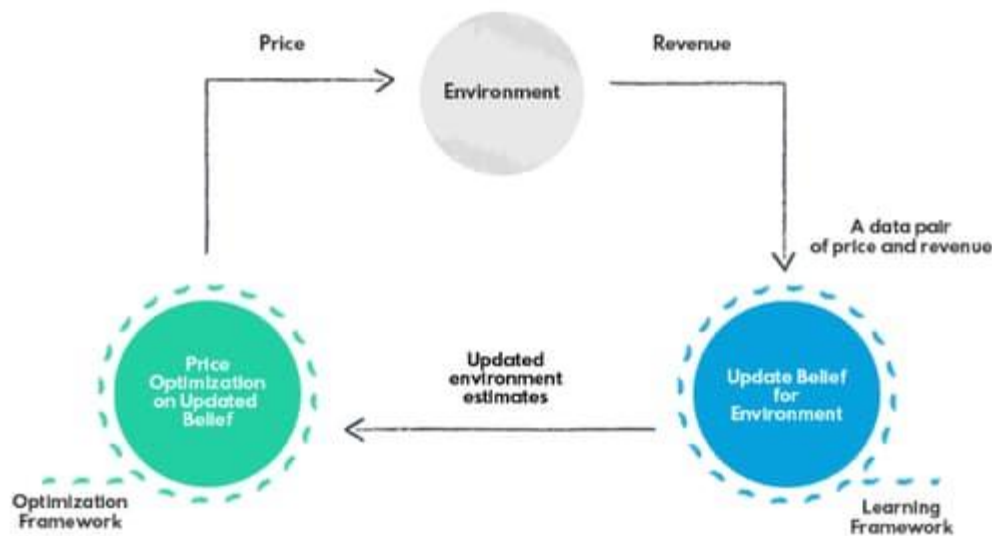 Price
Revenue
Environment
A data pair
of price and revenue
Price
Optimization
on Updated
Belief
Updated
environment
estimates
Update Belief
for
Environment
Optimization
Framework
Learning
Framework